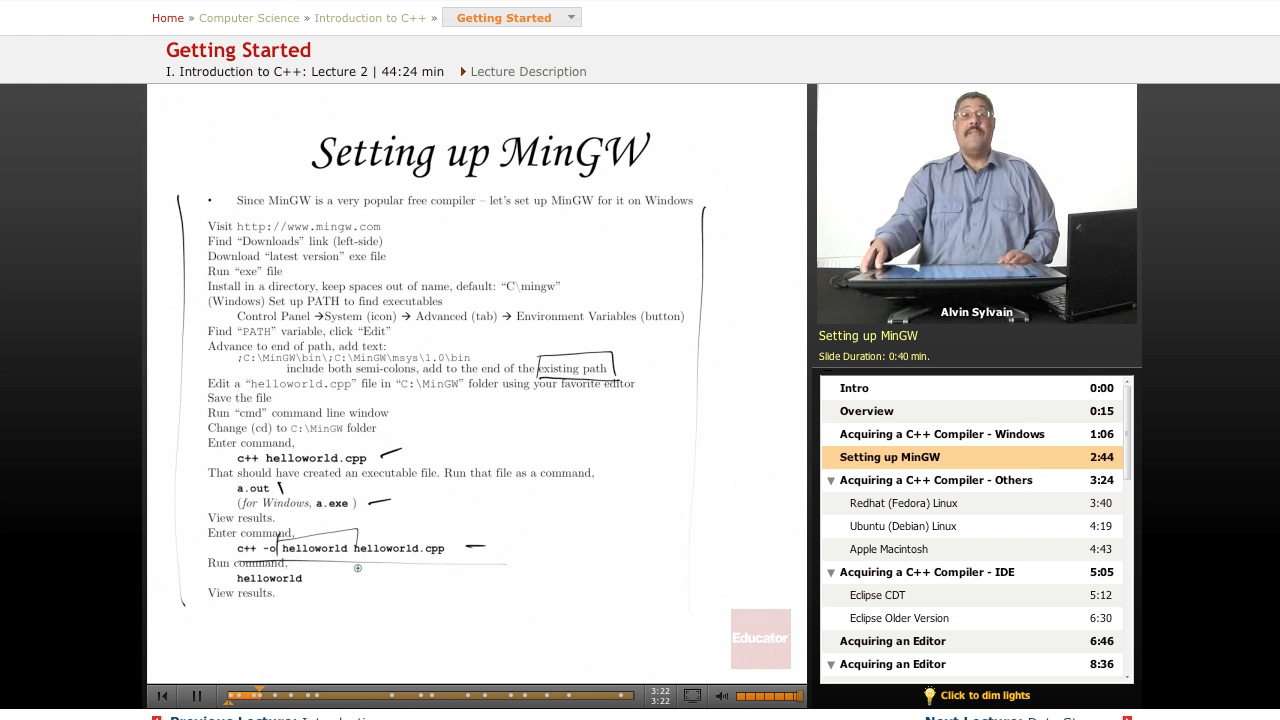 Home » Computer Science » Introduction to C++ » Getting Started
Getting Started
I. Introduction to C++: Lecture 2 | 44:24 min Lecture Description
Setting up MinGW
• Since MinGW is a very popular free compiler – let's set up MinGW for it on Windows
Visit http://www.mingw.com
Find “Downloads” link (left-side)
Download “latest version” exe file
Run “exe” file
Install in a directory, keep spaces out of name, default: “C\mingw”
(Windows) Set up PATH to find executables
Control Panel →System (icon) → Advanced (tab) → Environment Variables (button)
Find “PATH” variable, click “Edit”
Advance to end of path, add text:
;C:\MinGW\bin\;C:\MinGW\msys\1.0\bin
include both semi-colons, add to the end of the existing path
Edit a “helloworld.cpp” file in “C:\MinGW” folder using your favorite editor
Save the file
Run “cmd” command line window
Change (cd) to C:\MinGW folder
Enter command,
c++ helloworld.cpp
That should have created an executable file. Run that file as a command,
a.out
(for Windows, a.exe )
View results.
Enter command,
c++ -o helloworld helloworld.cpp
Run command,
helloworld
View results.
Educator
3:22
3:22
Alvin Sylvain
Setting up MinGW
Slide Duration: 0:40 min.
Intro 0:00
Overview 0:15
Acquiring a C++ Compiler - Windows 1:06
Setting up MinGW 2:44
Acquiring a C++ Compiler - Others 3:24
Redhat (Fedora) Linux 3:40
Ubuntu (Debian) Linux 4:19
Apple Macintosh 4:43
Acquiring a C++ Compiler - IDE 5:05
Eclipse CDT 5:12
Eclipse Older Version 6:30
Acquiring an Editor 6:46
Acquiring an Editor 8:36
Click to dim lights